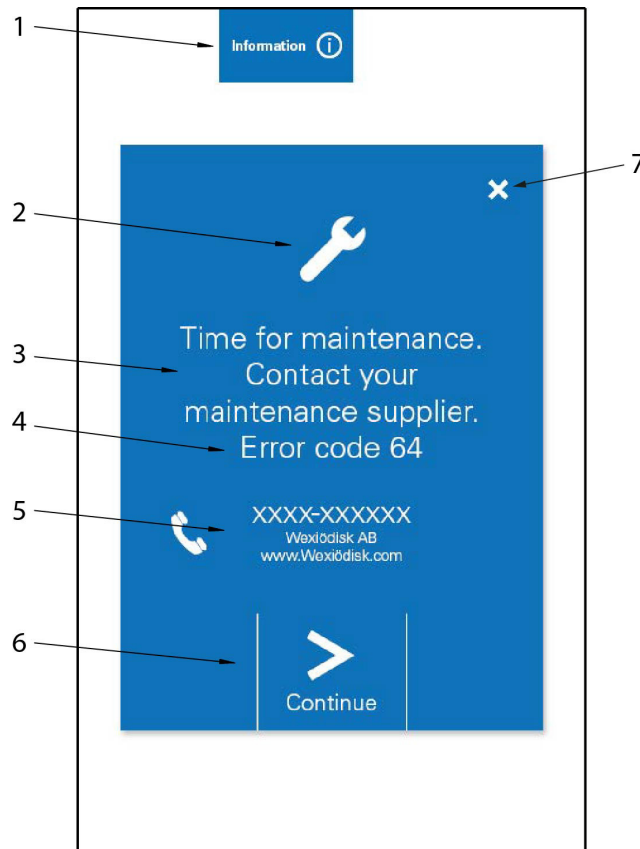 1
Information
7
2
3
Time for maintenance.
Contact your
maintenance supplier.
4
Error code 64
5
XXXX-XXXXXX
Wexiödisk AB
www.Wexiödisk.com
6
Continue